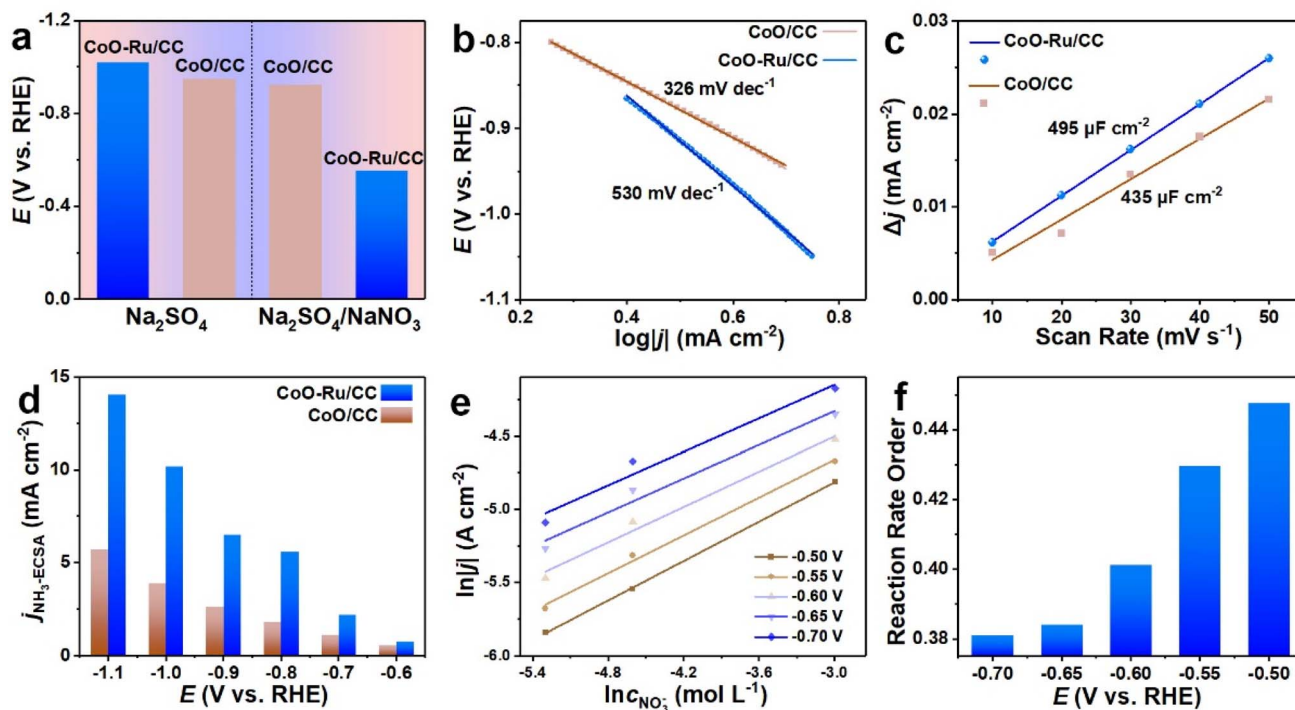 a
CoO-Ru/CC
CoO/CC
CoO/CC
CoO-Ru/CC
-1.2
-0.8
-0.4
0.0
E (V vs. RHE)
Na₂SO₄
Na₂SO₄/NaNO₃
b
CoO/CC
CoO-Ru/CC
326 mV dec⁻¹
530 mV dec⁻¹
-0.8
-0.9
-1.0
-1.1
E (V vs. RHE)
0.2 0.4 0.6 0.8
log|j| (mA cm⁻²)
c
CoO-Ru/CC
CoO/CC
495 µF cm⁻²
435 µF cm⁻²
0.03
0.02
0.01
0.00
Δj (mA cm⁻²)
10 20 30 40 50
Scan Rate (mV s⁻¹)
d
CoO-Ru/CC
CoO/CC
15
10
5
0
j_NH₃-ECSA (mA cm⁻²)
-1.1 -1.0 -0.9 -0.8 -0.7 -0.6
E (V vs. RHE)
e
-4.5
-5.0
-5.5
-6.0
ln|j| (A cm⁻²)
-0.50 V
-0.55 V
-0.60 V
-0.65 V
-0.70 V
-5.4 -4.8 -4.2 -3.6 -3.0
lnc_NO₃⁻ (mol L⁻¹)
f
0.44
0.42
0.40
0.38
Reaction Rate Order
-0.70 -0.65 -0.60 -0.55 -0.50
E (V vs. RHE)